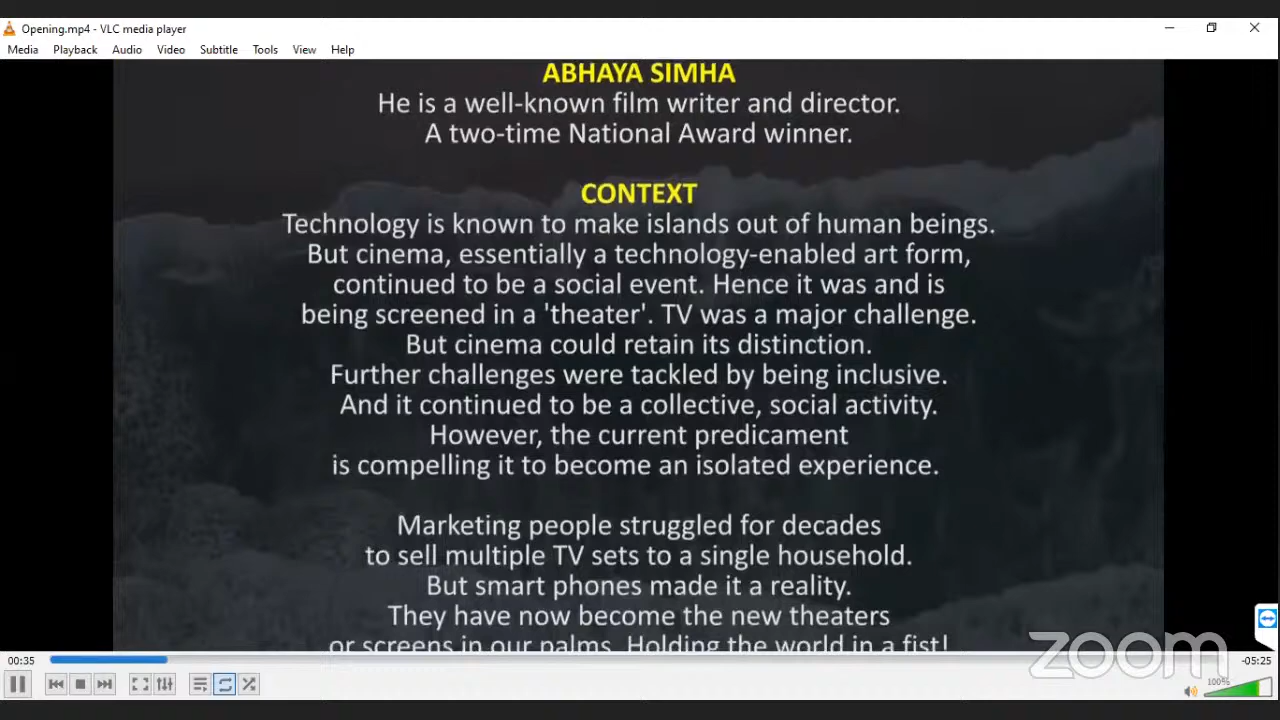 Opening.mp4 - VLC media player
Media Playback Audio Video Subtitle Tools View Help
ABHAYA SIMHA
He is a well-known film writer and director.
A two-time National Award winner.
CONTEXT
Technology is known to make islands out of human beings.
But cinema, essentially a technology-enabled art form,
continued to be a social event. Hence it was and is
being screened in a 'theater'. TV was a major challenge.
But cinema could retain its distinction.
Further challenges were tackled by being inclusive.
And it continued to be a collective, social activity.
However, the current predicament
is compelling it to become an isolated experience.
Marketing people struggled for decades
to sell multiple TV sets to a single household.
But smart phones made it a reality.
They have now become the new theaters
or screens in our palms. Holding the world in a fist!
zoom
00:35
-05:25
100%